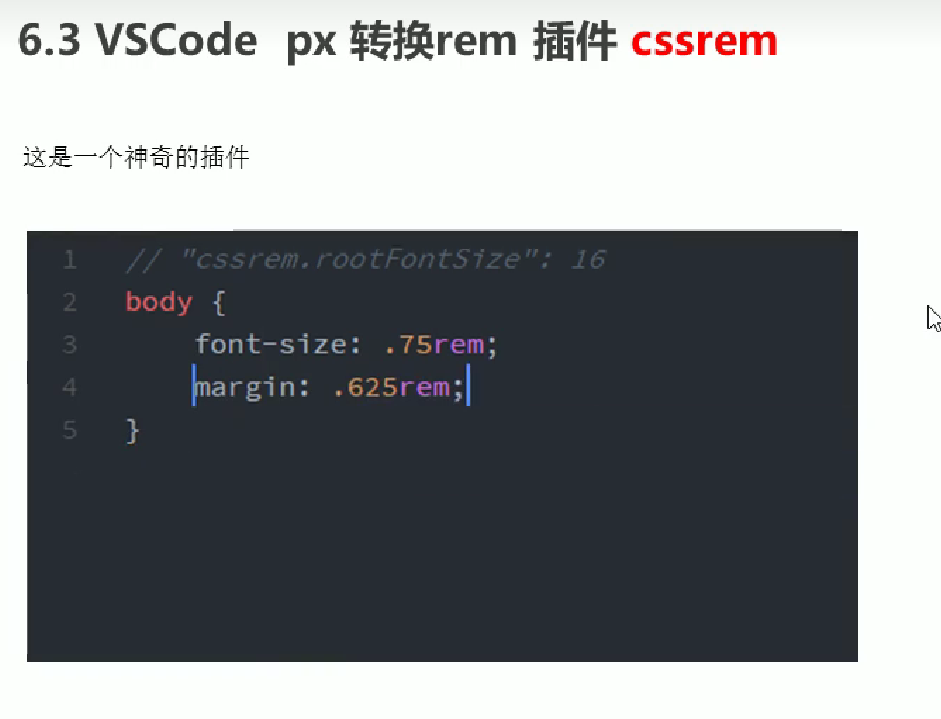 6.3 VSCode px 转换rem 插件 cssrem
这是一个神奇的插件
1 // "cssrem.rootFontSize": 16
2 body {
3 font-size: .75rem;
4 margin: .625rem;
5 }